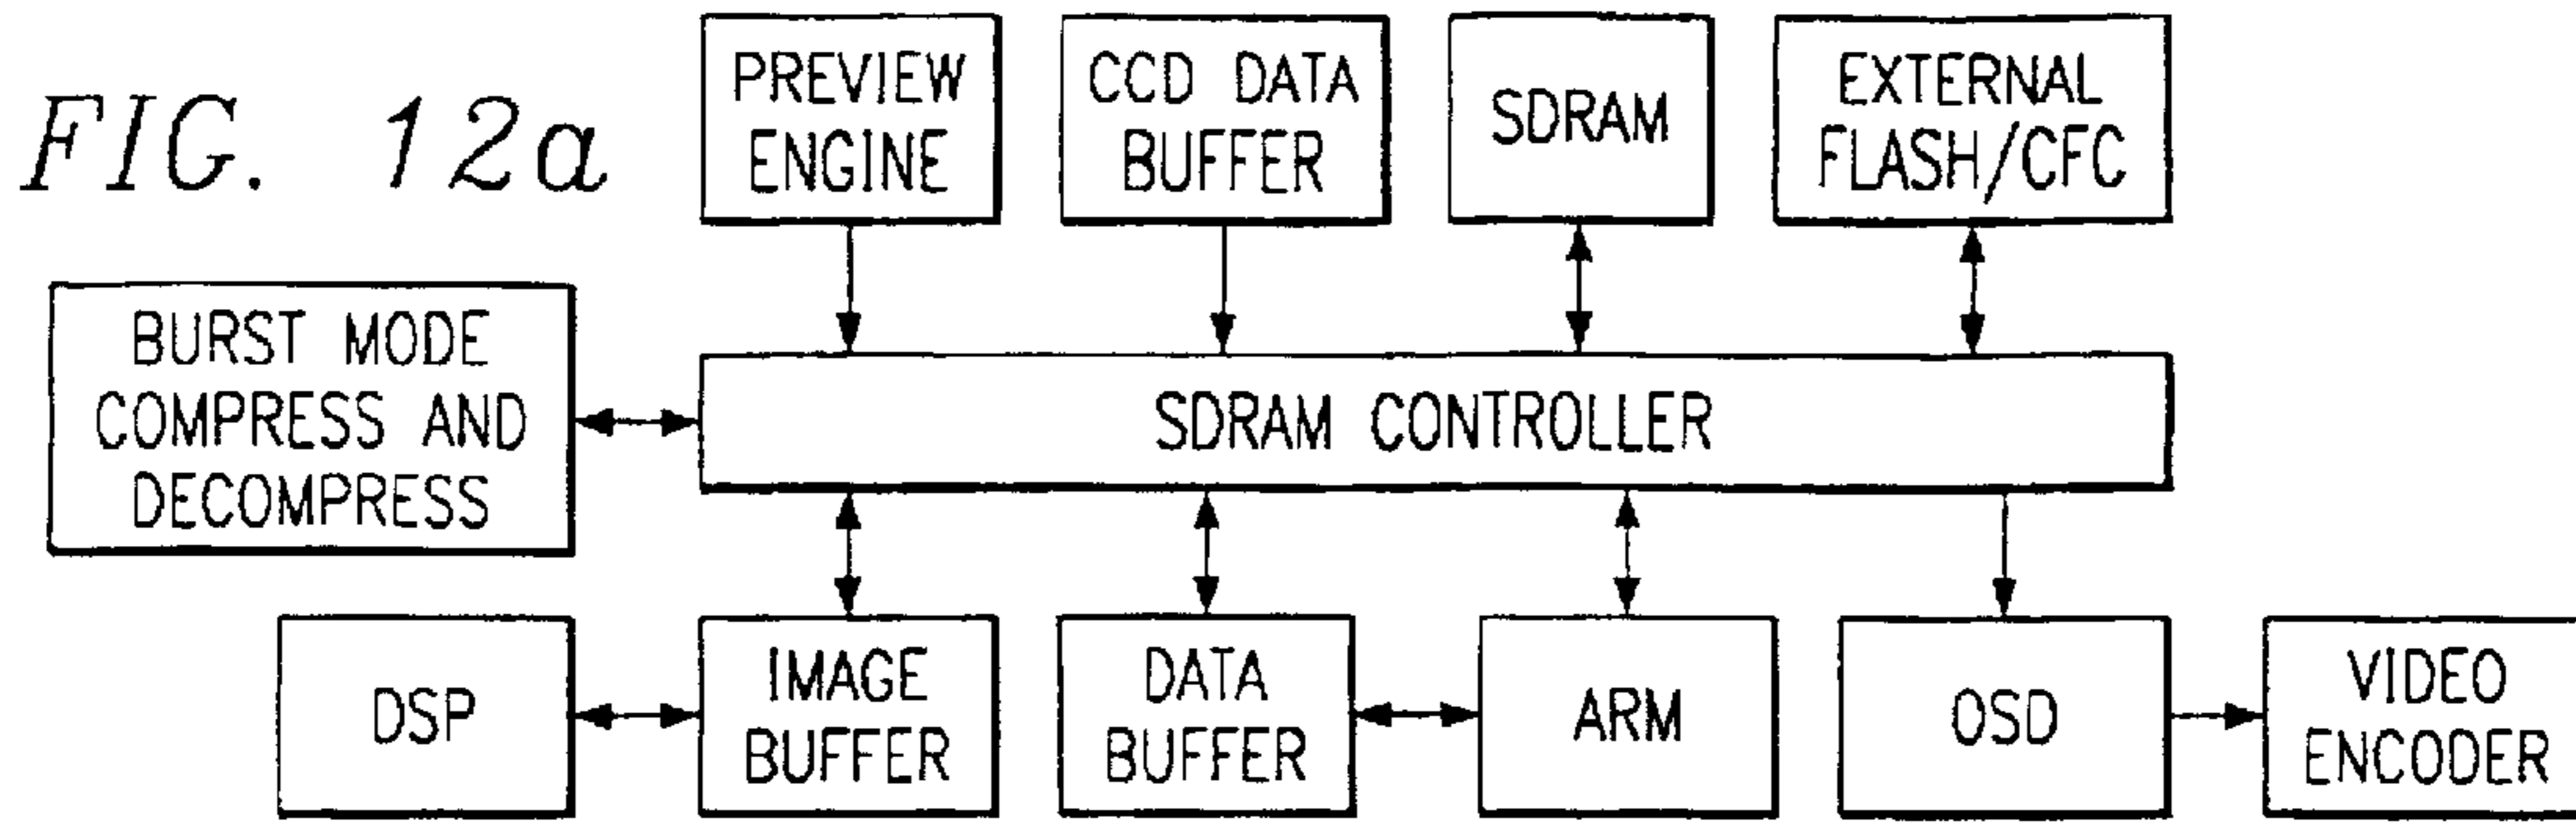 FIG. 12a
PREVIEW
ENGINE
CCD DATA
BUFFER
SDRAM
EXTERNAL
FLASH/CFC
BURST MODE
COMPRESS AND
DECOMPRESS
SDRAM CONTROLLER
DSP
IMAGE
BUFFER
DATA
BUFFER
ARM
OSD
VIDEO
ENCODER